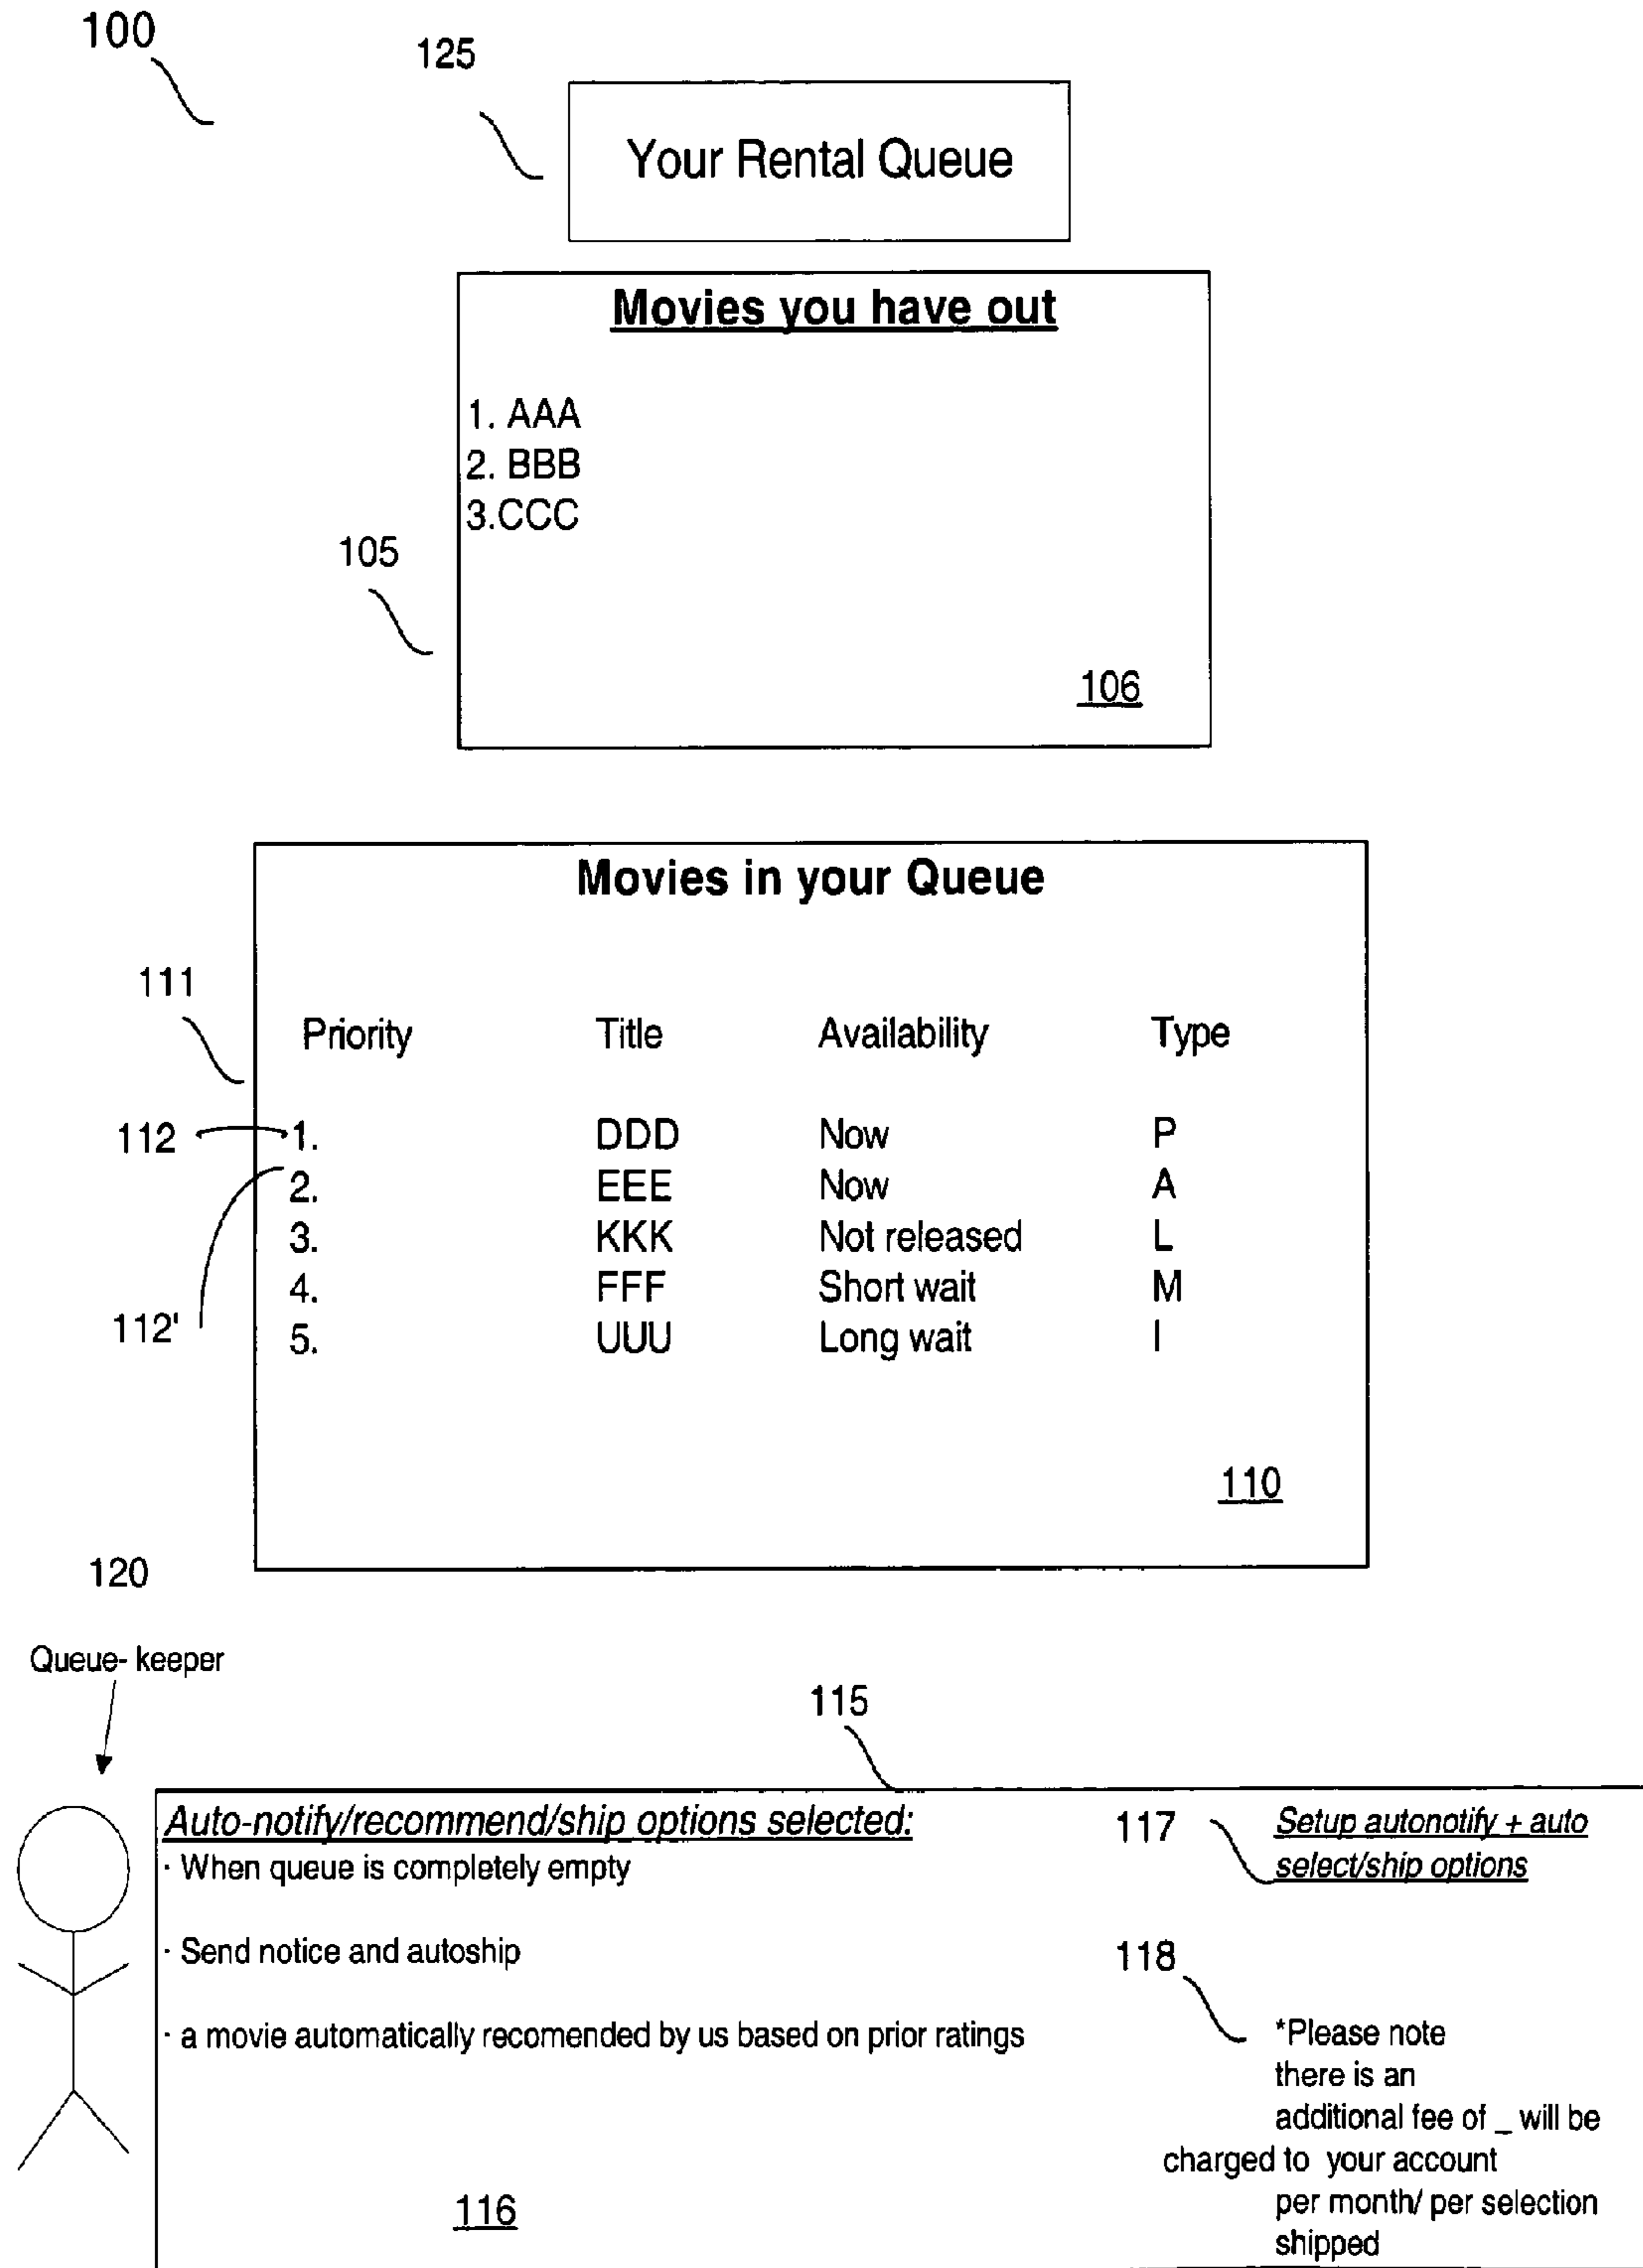 100
125
Your Rental Queue
Movies you have out
1. AAA
2. BBB
3.CCC
105
106
Movies in your Queue
111
Priority Title Availability Type
112 1. DDD Now P
2. EEE Now A
3. KKK Not released L
4. FFF Short wait M
112' 5. UUU Long wait I
110
120
Queue- keeper
115
Auto-notify/recommend/ship options selected:
· When queue is completely empty
· Send notice and autoship
· a movie automatically recomended by us based on prior ratings
116
117
Setup autonotify + auto
select/ship options
118
*Please note
there is an
additional fee of _ will be
charged to your account
per month/ per selection
shipped